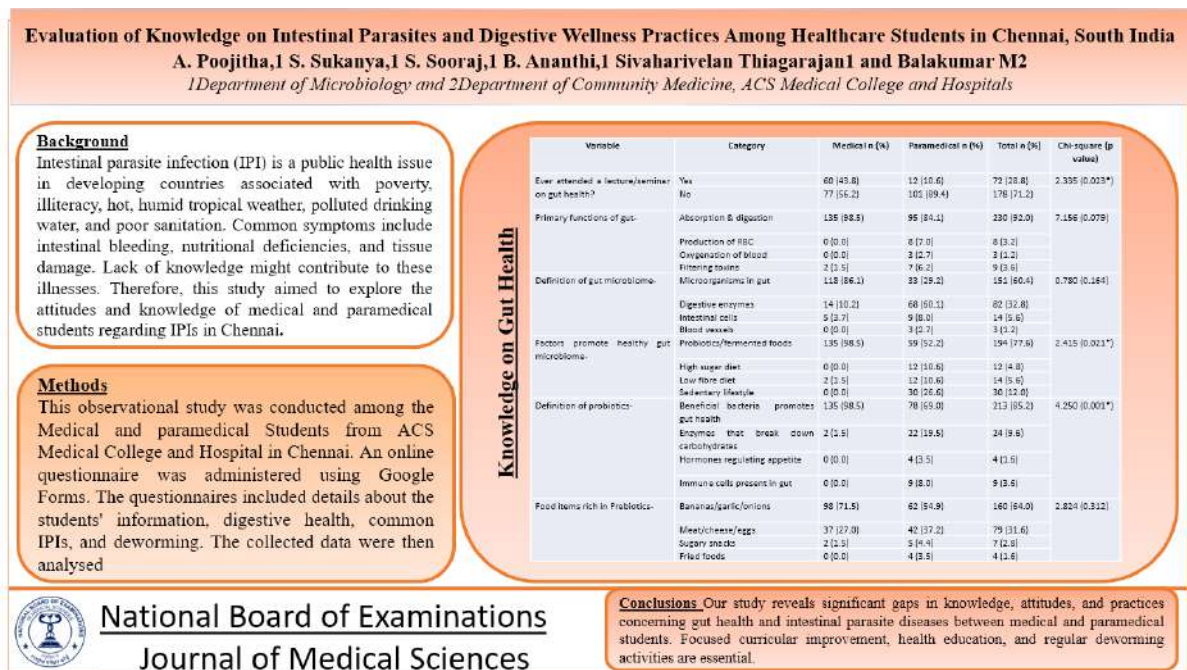 Evaluation of Knowledge on Intestinal Parasites and Digestive Wellness Practices Among Healthcare Students in Chennai, South India
A. Poojitha,1 S. Sukanya,1 S. Sooraj,1 B. Ananthi,1 Sivaharivelan Thiagarajan1 and Balakumar M2
1Department of Microbiology and 2Department of Community Medicine, ACS Medical College and Hospitals
Background
Intestinal parasite infection (IPI) is a public health issue
in developing countries associated with poverty,
illiteracy, hot, humid tropical weather, polluted drinking
water, and poor sanitation. Common symptoms include
intestinal bleeding, nutritional deficiencies, and tissue
damage. Lack of knowledge might contribute to these
illnesses. Therefore, this study aimed to explore the
attitudes and knowledge of medical and paramedical
students regarding IPIs in Chennai.
Methods
This observational study was conducted among the
Medical and paramedical Students from ACS
Medical College and Hospital in Chennai. An online
questionnaire was administered using Google
Forms. The questionnaires included details about the
students' information, digestive health, common
IPIs, and deworming. The collected data were then
analysed
Knowledge on Gut Health
Variable Category Medical n (%) Paramedical n (%) Total n (%) Chi-square (p
value)
Ever attended a lecture/seminar Yes 60 (43.8) 12 (10.6) 72 (28.8) 2.335 (0.023*)
on gut health? No 77 (56.2) 101 (89.4) 178 (71.2)
Primary functions of gut- Absorption & digestion 135 (98.5) 95 (84.1) 230 (92.0) 7.156 (0.079)
Production of RBC 0 (0.0) 8 (7.0) 8 (3.2)
Oxygenation of blood 0 (0.0) 3 (2.7) 3 (1.2)
Filtering toxins 2 (1.5) 7 (6.2) 9 (3.6)
Definition of gut microbiome- Microorganisms in gut 118 (86.1) 33 (29.2) 151 (60.4) 0.780 (0.164)
Digestive enzymes 14 (10.2) 68 (60.1) 82 (32.8)
Intestinal cells 5 (3.7) 9 (8.0) 14 (5.6)
Blood vessels 0 (0.0) 3 (2.7) 3 (1.2)
Factors promote healthy gut Probiotics/fermented foods 135 (98.5) 59 (52.2) 194 (77.6) 2.415 (0.021*)
microbiome-
High sugar diet 0 (0.0) 12 (10.6) 12 (4.8)
Low fibre diet 2 (1.5) 12 (10.6) 14 (5.6)
Sedentary lifestyle 0 (0.0) 30 (26.6) 30 (12.0)
Definition of probiotics- Beneficial bacteria promotes 135 (98.5) 78 (69.0) 213 (85.2) 4.250 (0.001*)
gut health
Enzymes that break down 2 (1.5) 22 (19.5) 24 (9.6)
carbohydrates
Hormones regulating appetite 0 (0.0) 4 (3.5) 4 (1.6)
Immune cells present in gut 0 (0.0) 9 (8.0) 9 (3.6)
Food items rich in Prebiotics- Bananas/garlic/onions 98 (71.5) 62 (54.9) 160 (64.0) 2.824 (0.312)
Meat/cheese/eggs 37 (27.0) 42 (37.2) 79 (31.6)
Sugary snacks 2 (1.5) 5 (4.4) 7 (2.8)
Fried foods 0 (0.0) 4 (3.5) 4 (1.6)
National Board of Examinations
Journal of Medical Sciences
Conclusions Our study reveals significant gaps in knowledge, attitudes, and practices
concerning gut health and intestinal parasite diseases between medical and paramedical
students. Focused curricular improvement, health education, and regular deworming
activities are essential.